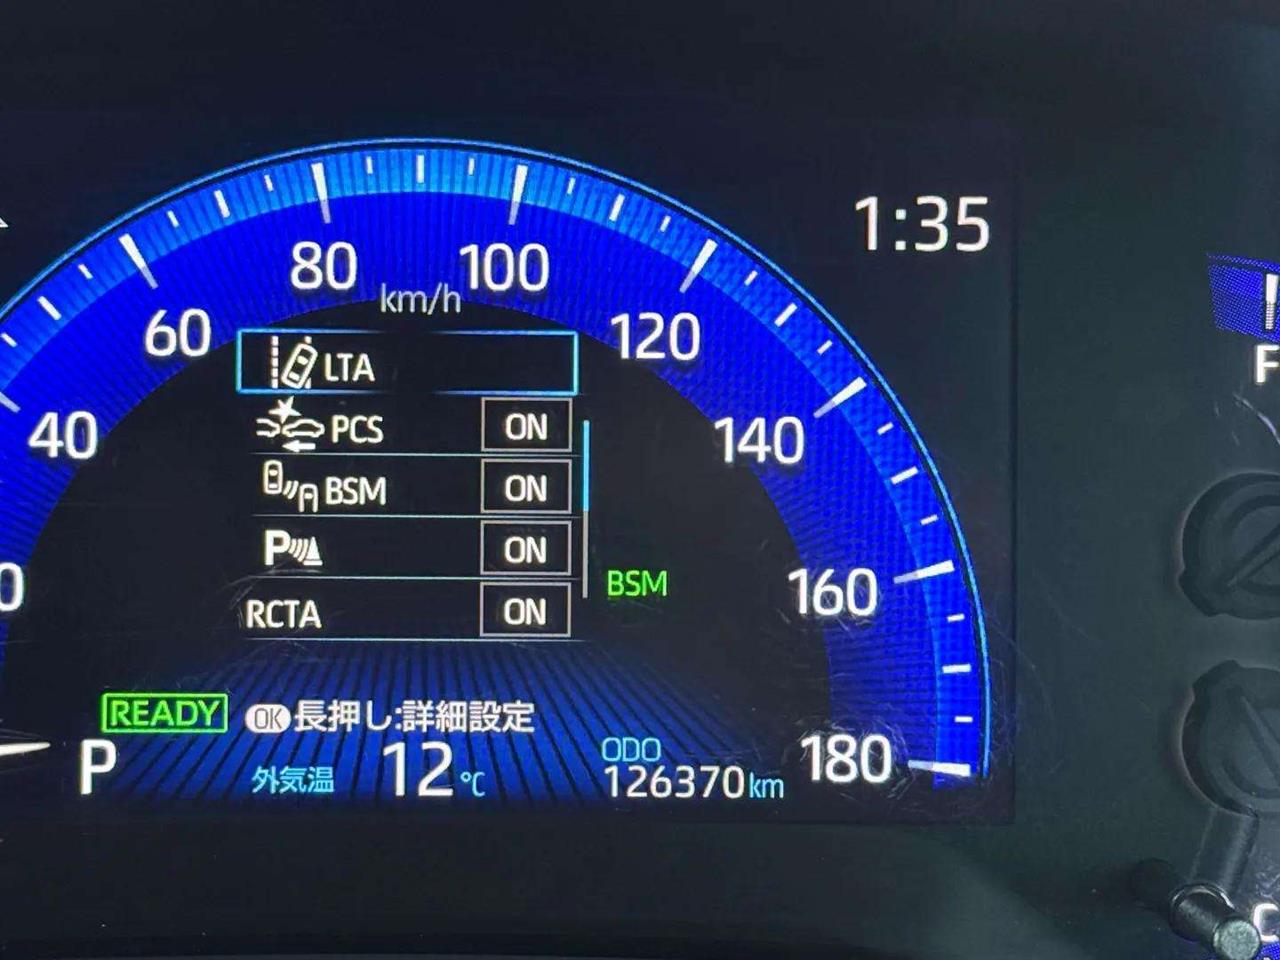 1:35
80
100
km/h
60
120
LTA
F
40
PCS ON
140
BSM ON
P ON
BSM
0
160
RCTA ON
READY
OK 長押し:詳細設定
P
外気温 12℃
ODO
126370km
180
C